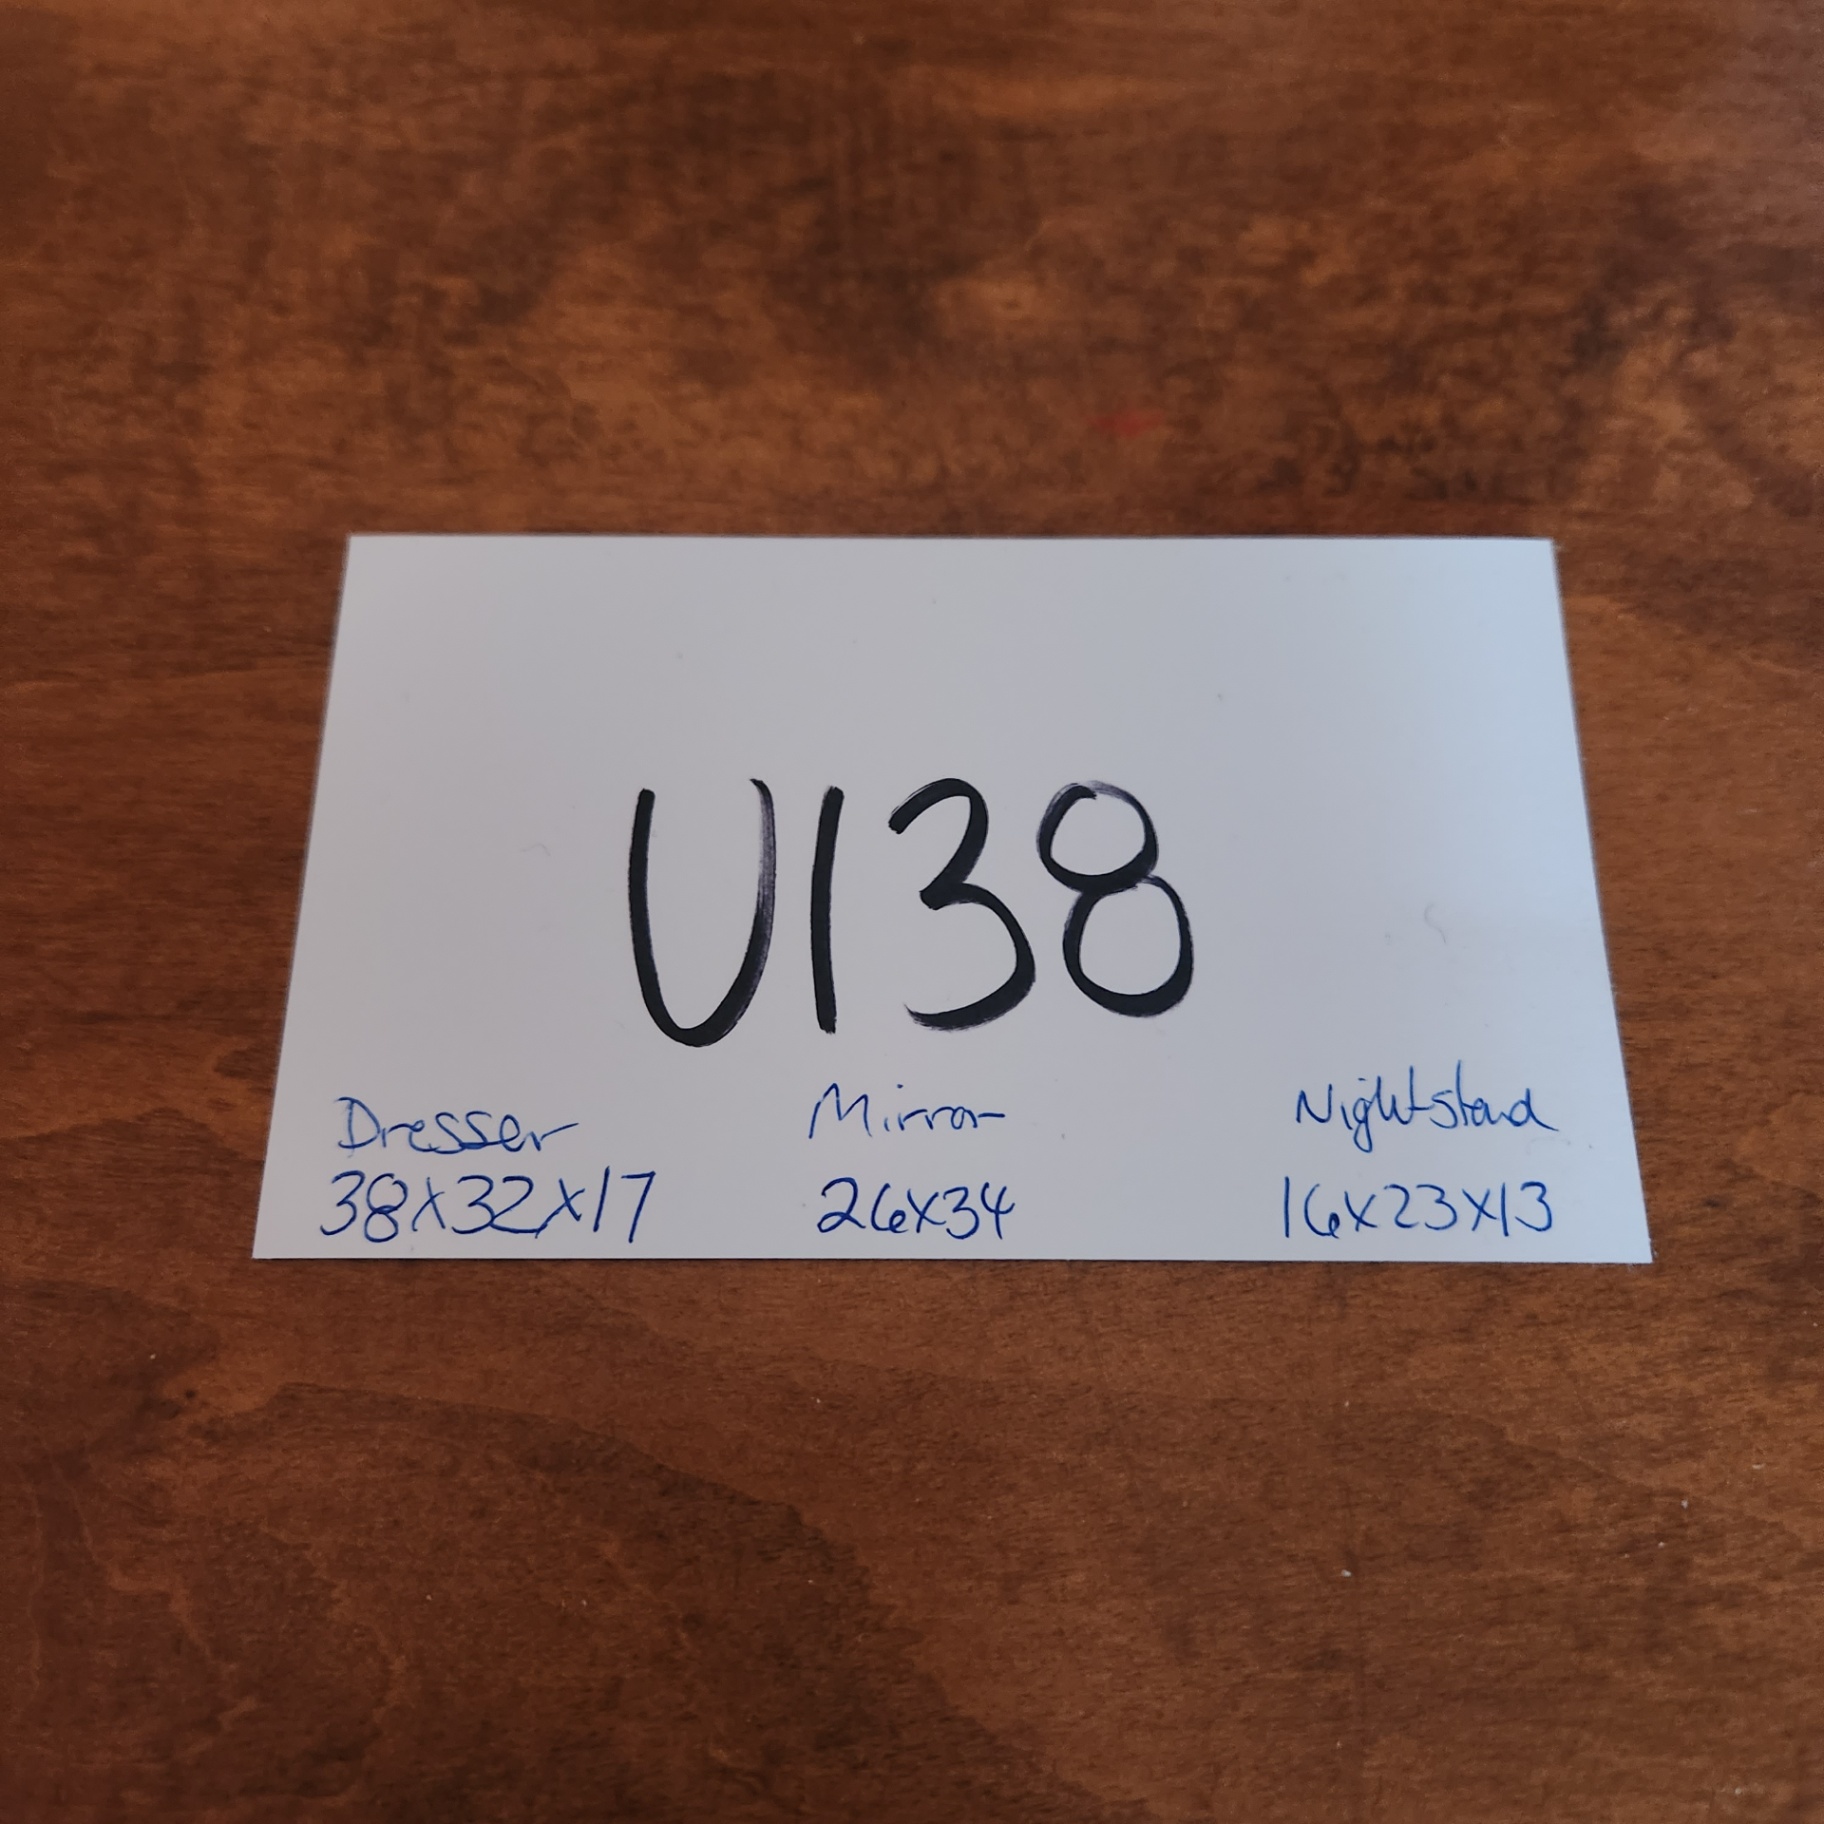 U138
Dresser Mirror Nightstand
38x32x17 26x34 16x23x13